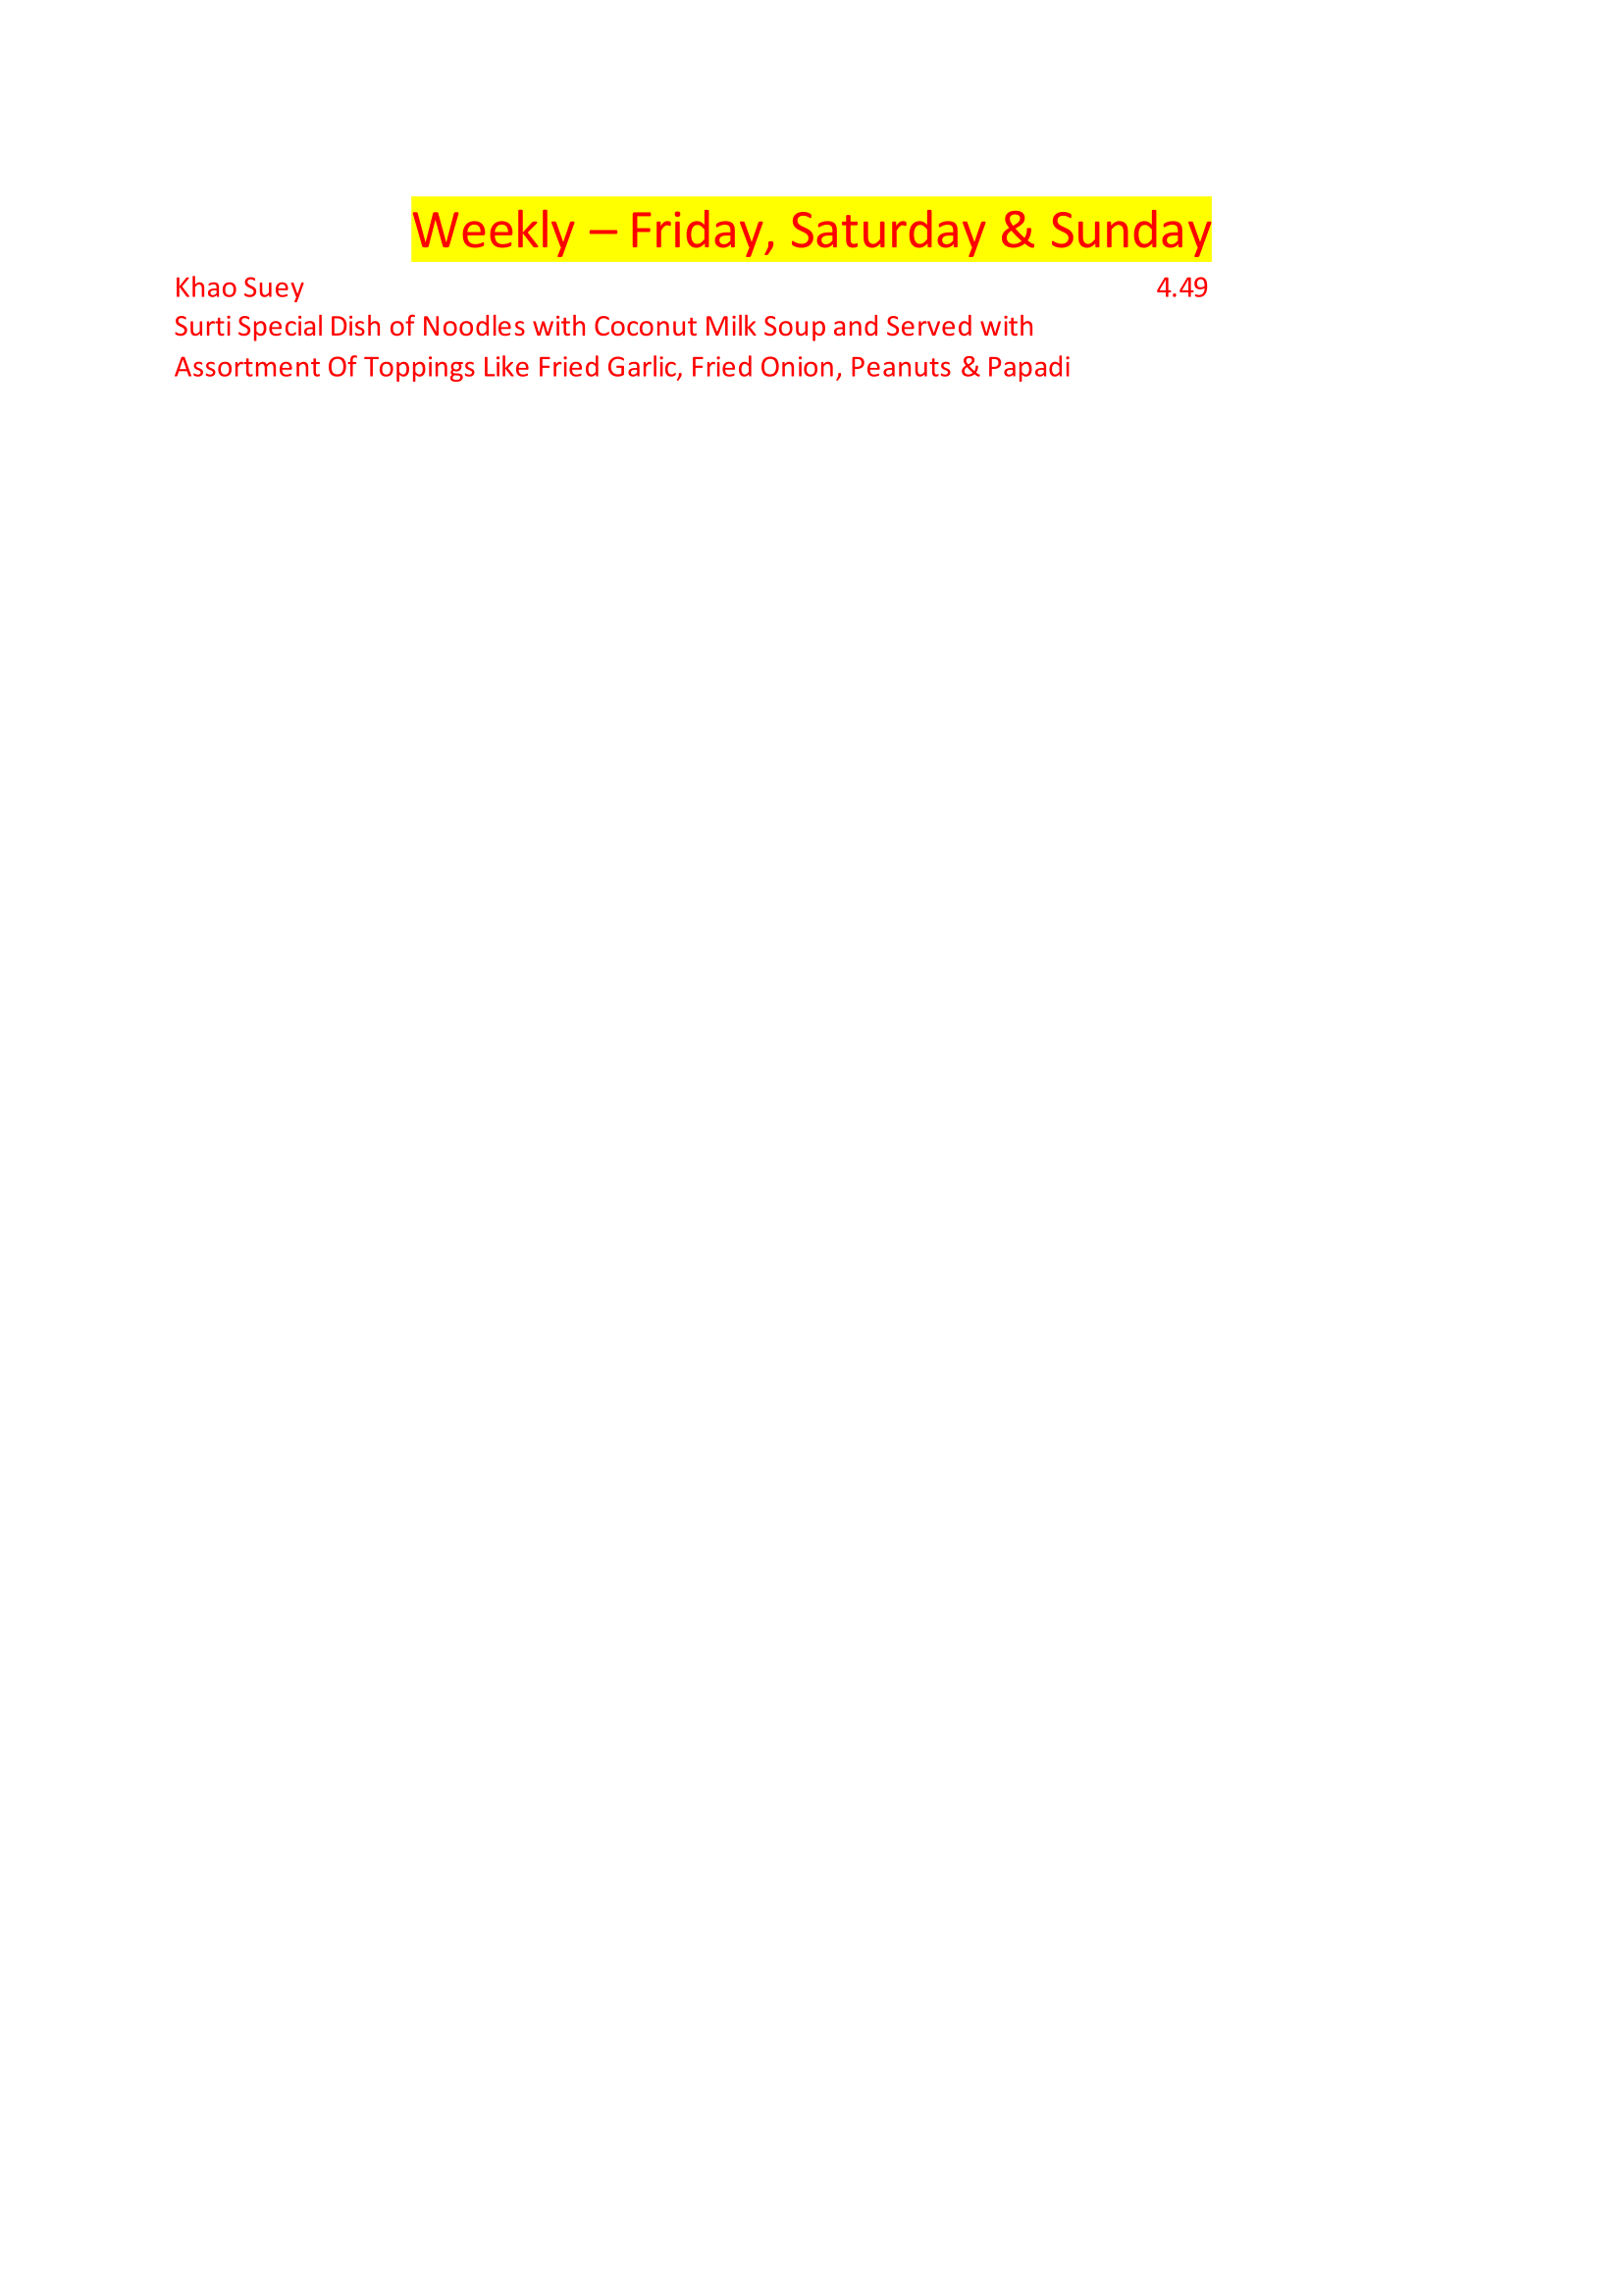 Weekly – Friday, Saturday & Sunday
Khao Suey 4.49
Surti Special Dish of Noodles with Coconut Milk Soup and Served with
Assortment Of Toppings Like Fried Garlic, Fried Onion, Peanuts & Papadi